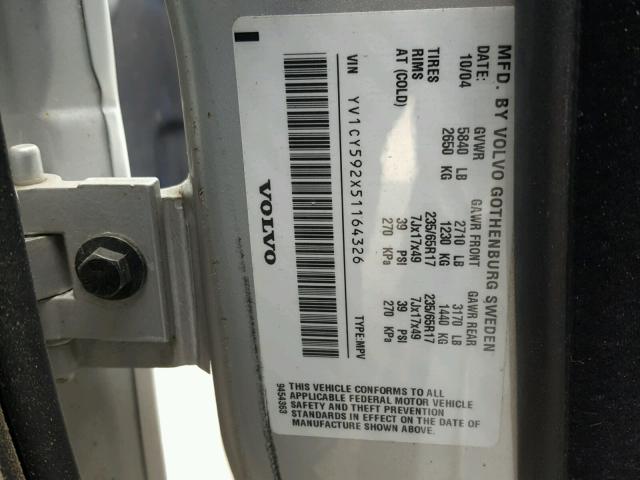 MFD. BY VOLVO GOTHENBURG SWEDEN
DATE: GVWR GAWR FRONT GAWR REAR
10/04 5840 LB 2710 LB 3170 LB
2650 KG 1230 KG 1440 KG
TIRES 235/65R17 235/65R17
RIMS 7Jx17x49 7Jx17x49
AT (COLD) 39 PSI 39 PSI
270 KPa 270 KPa
VIN YV1CY592X51164326 TYPE:MPV
VOLVO
THIS VEHICLE CONFORMS TO ALL
APPLICABLE FEDERAL MOTOR VEHICLE
SAFETY AND THEFT PREVENTION
STANDARDS IN EFFECT ON THE DATE OF
MANUFACTURE SHOWN ABOVE.
9454363